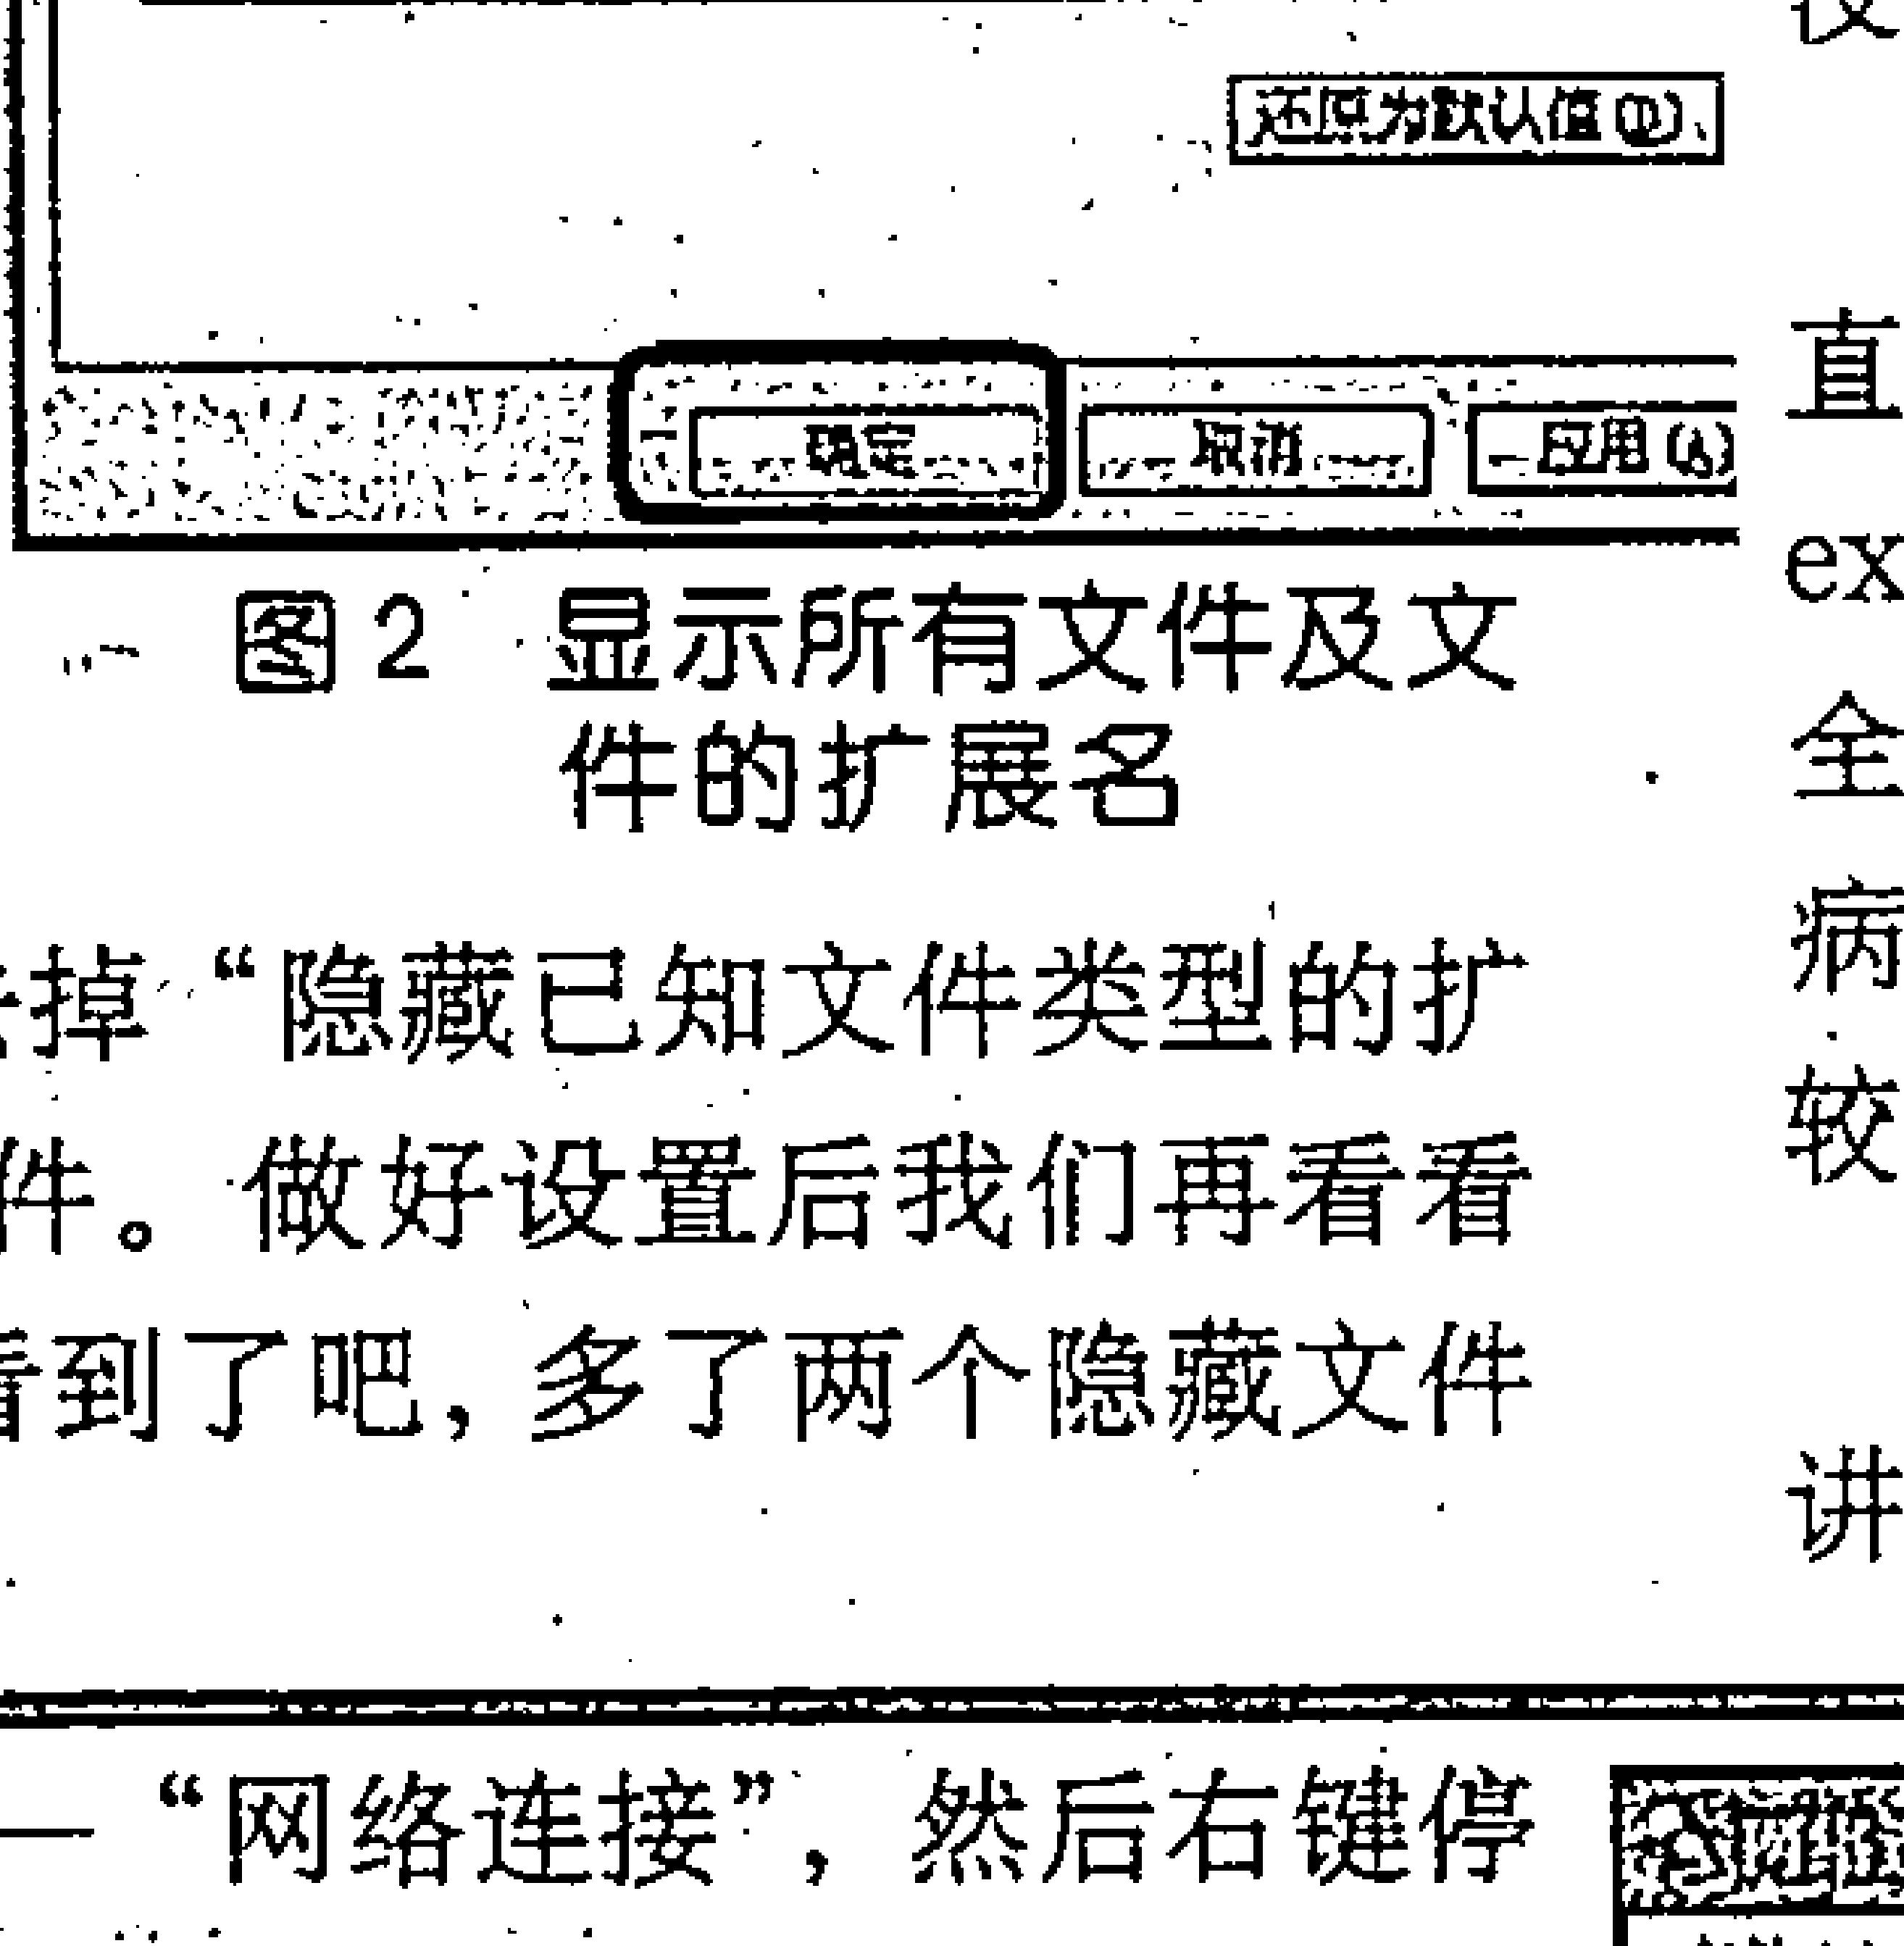 还原为默认值(D)
确定 取消 应用(A)
图2 显示所有文件及文
件的扩展名
掉“隐藏已知文件类型的扩
件。做好设置后我们再看看
看到了吧，多了两个隐藏文件
— “网络连接”，然后右键停
直
ex
全
病
较
讲